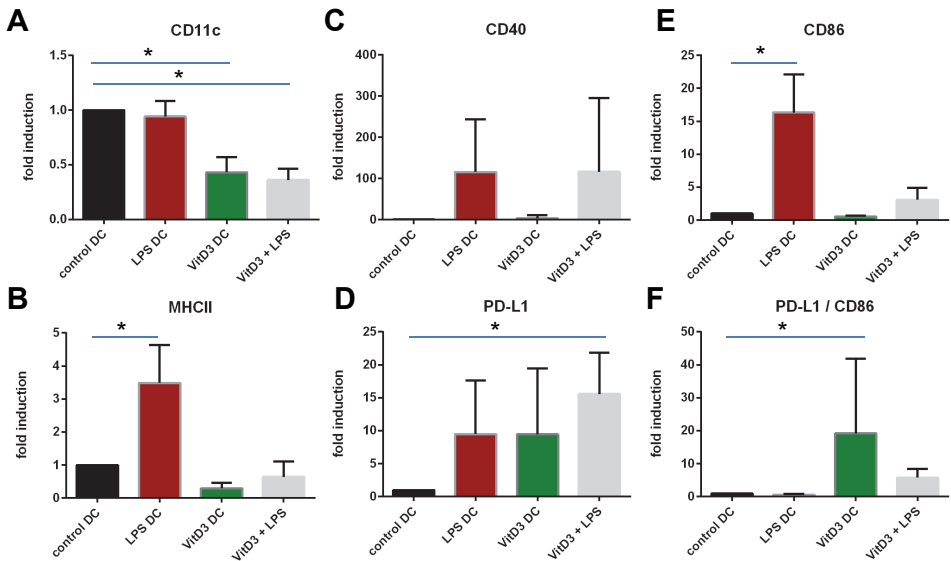 A
CD11c
fold induction
1.5
1.0
0.5
0.0
*
*
control DC
LPS DC
VitD3 DC
VitD3 + LPS
C
CD40
fold induction
400
300
200
100
0
control DC
LPS DC
VitD3 DC
VitD3 + LPS
E
CD86
fold induction
25
20
15
10
5
0
*
control DC
LPS DC
VitD3 DC
VitD3 + LPS
B
MHCII
fold induction
5
4
3
2
1
0
*
control DC
LPS DC
VitD3 DC
VitD3 + LPS
D
PD-L1
fold induction
25
20
15
10
5
0
*
control DC
LPS DC
VitD3 DC
VitD3 + LPS
F
PD-L1 / CD86
fold induction
50
40
30
20
10
0
*
control DC
LPS DC
VitD3 DC
VitD3 + LPS